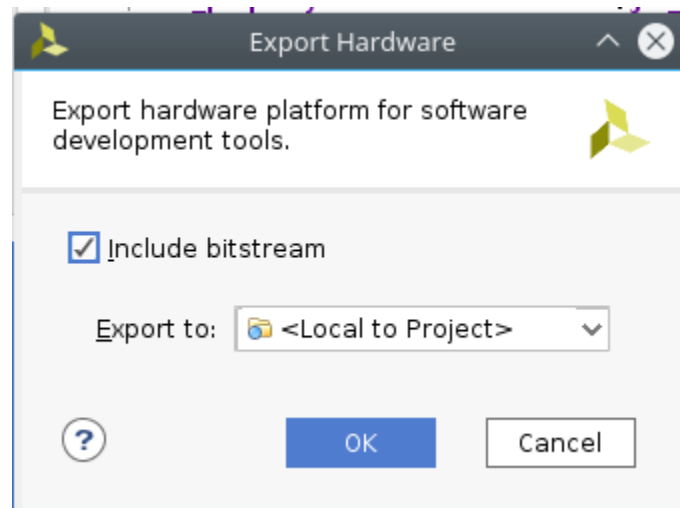 Export Hardware
Export hardware platform for software
development tools.
Include bitstream
Export to: <Local to Project>
?
OK Cancel